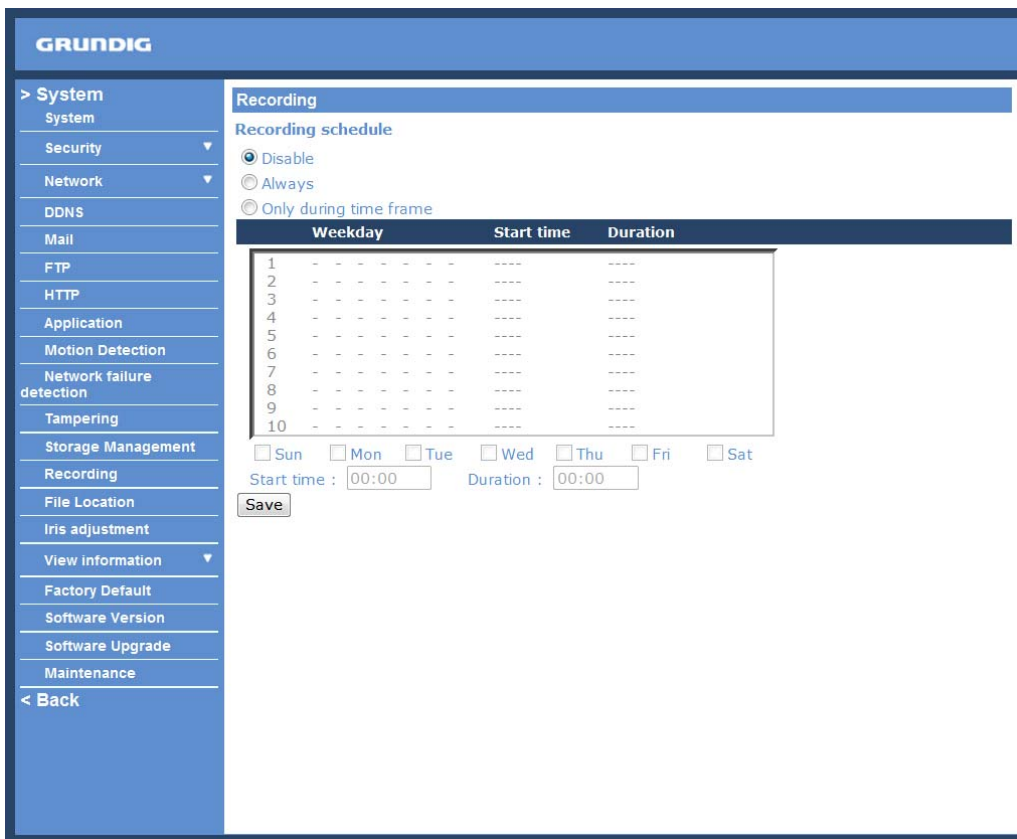 GRUNDIG
> System
System
Security
Network
DDNS
Mail
FTP
HTTP
Application
Motion Detection
Network failure
detection
Tampering
Storage Management
Recording
File Location
Iris adjustment
View information
Factory Default
Software Version
Software Upgrade
Maintenance
< Back
Recording
Recording schedule
Disable
Always
Only during time frame
Weekday Start time Duration
1 - - - - - - - ---- ----
2 - - - - - - - ---- ----
3 - - - - - - - ---- ----
4 - - - - - - - ---- ----
5 - - - - - - - ---- ----
6 - - - - - - - ---- ----
7 - - - - - - - ---- ----
8 - - - - - - - ---- ----
9 - - - - - - - ---- ----
10 - - - - - - - ---- ----
Sun Mon Tue Wed Thu Fri Sat
Start time : 00:00 Duration : 00:00
Save